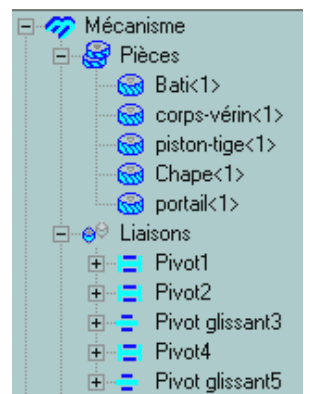 Mécanisme
Pièces
Bati<1>
corps-vérin<1>
piston-tige<1>
Chape<1>
portail<1>
Liaisons
Pivot1
Pivot2
Pivot glissant3
Pivot4
Pivot glissant5